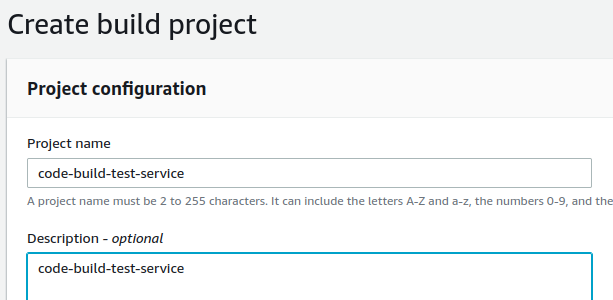 Create build project
Project configuration
Project name
code-build-test-service
A project name must be 2 to 255 characters. It can include the letters A-Z and a-z, the numbers 0-9, and the
Description - optional
code-build-test-service